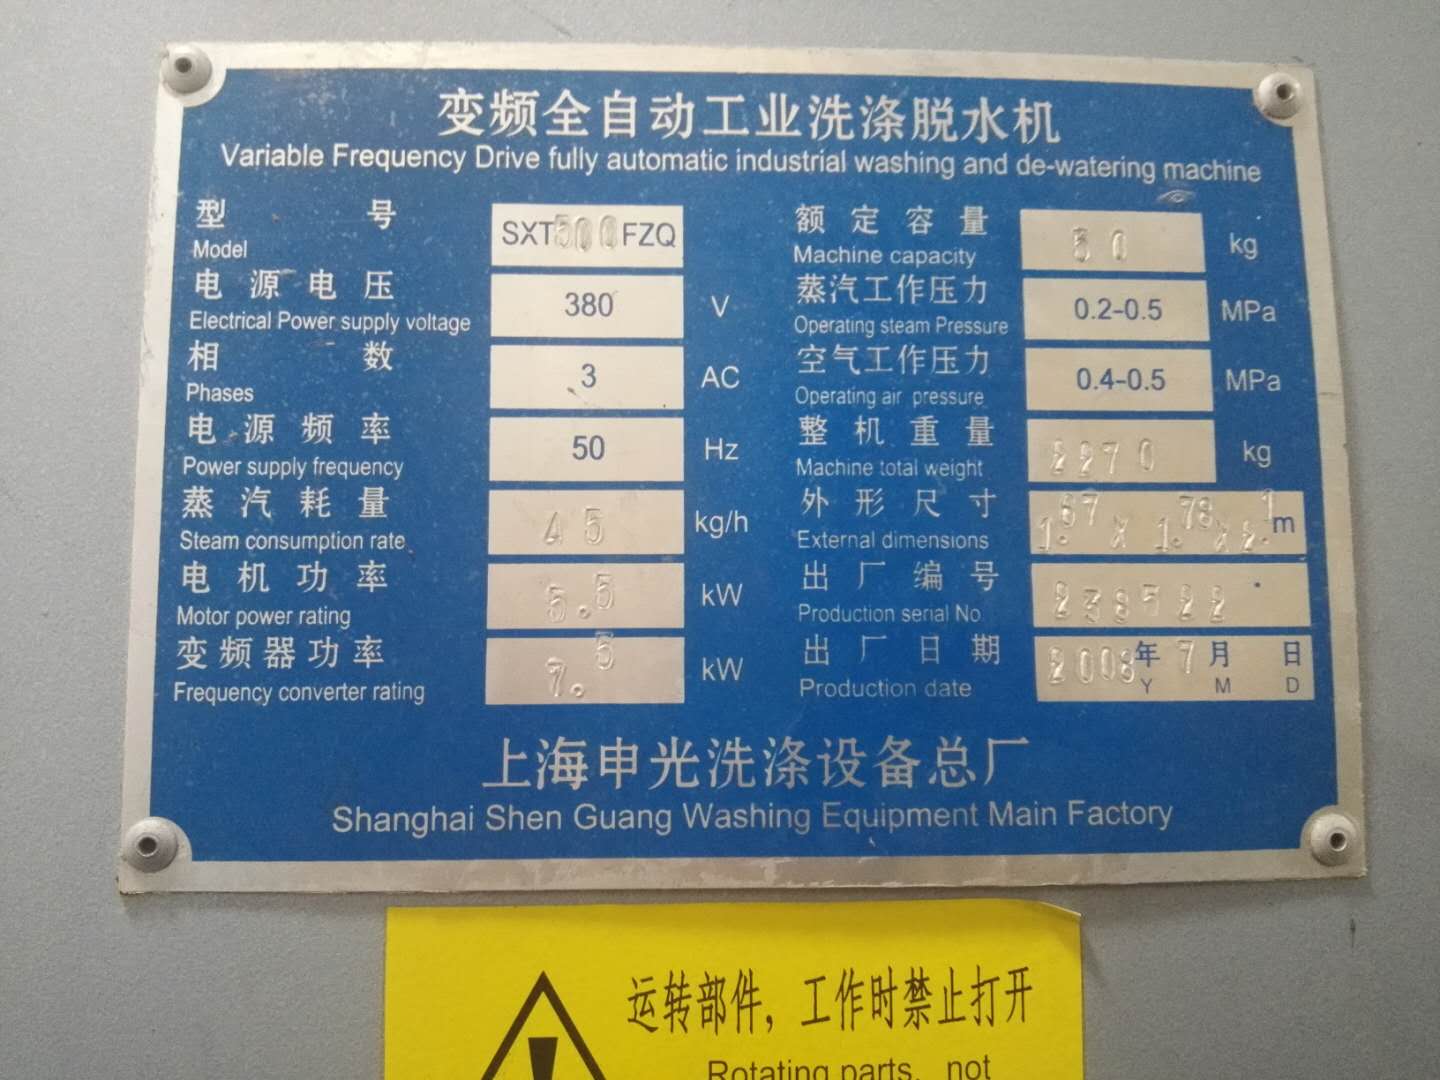 变频全自动工业洗涤脱水机
Variable Frequency Drive fully automatic industrial washing and de-watering machine
型 号 SXT500FZQ
Model
电源电压 380 V
Electrical Power supply voltage
相 数 3 AC
Phases
电源频率 50 Hz
Power supply frequency
蒸汽耗量 45 kg/h
Steam consumption rate
电机功率 5.5 kW
Motor power rating
变频器功率 7.5 kW
Frequency converter rating
额定容量 50 kg
Machine capacity
蒸汽工作压力 0.2-0.5 MPa
Operating steam Pressure
空气工作压力 0.4-0.5 MPa
Operating air pressure
整机重量 2270 kg
Machine total weight
外形尺寸 1.67 x 1.78 x 2.1 m
External dimensions
出厂编号
Production serial No
出厂日期 2008年 7月 日
Production date Y M D
上海申光洗涤设备总厂
Shanghai Shen Guang Washing Equipment Main Factory
运转部件，工作时禁止打开
Rotating parts, not